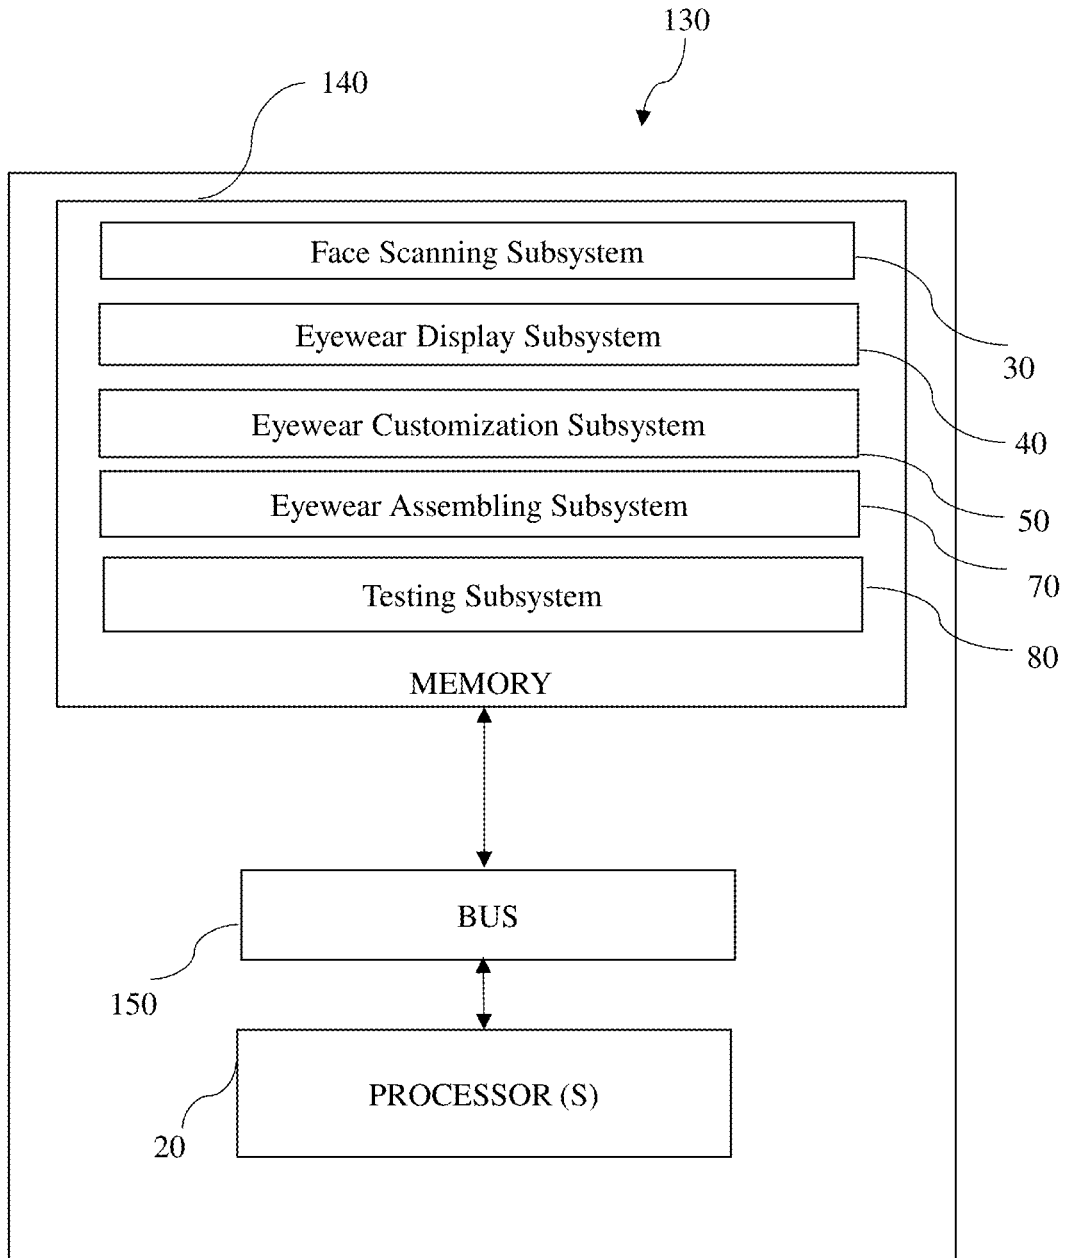 130
140
Face Scanning Subsystem
Eyewear Display Subsystem
30
Eyewear Customization Subsystem
40
Eyewear Assembling Subsystem
50
70
Testing Subsystem
80
MEMORY
BUS
150
PROCESSOR (S)
20